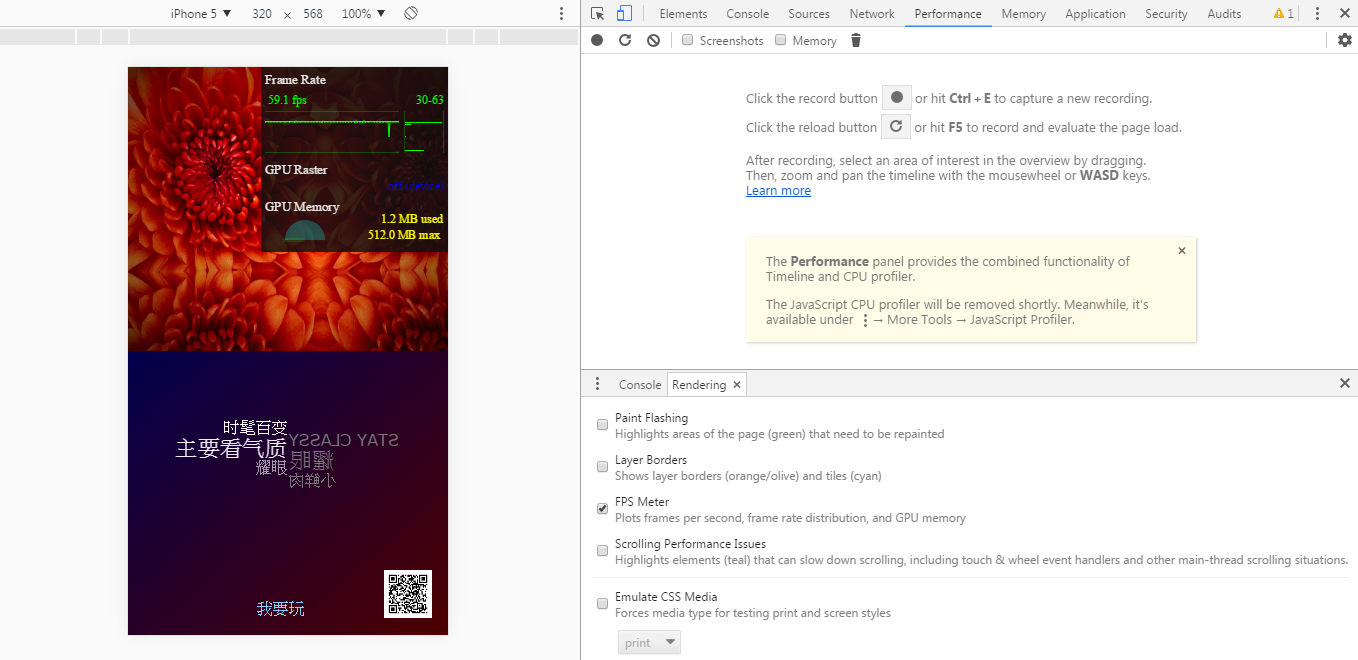 iPhone 5 ▼ 320 × 568 100% ▼
Elements Console Sources Network Performance Memory Application Security Audits 1
Screenshots Memory
Frame Rate
59.1 fps 30-63
GPU Raster
GPU Memory
1.2 MB used
512.0 MB max
时髦百变
主要看气质
耀眼
STAY CLASSY
小鲜肉
我要玩
Click the record button or hit Ctrl + E to capture a new recording.
Click the reload button or hit F5 to record and evaluate the page load.
After recording, select an area of interest in the overview by dragging.
Then, zoom and pan the timeline with the mousewheel or WASD keys.
Learn more
The Performance panel provides the combined functionality of
Timeline and CPU profiler.
The JavaScript CPU profiler will be removed shortly. Meanwhile, it's
available under ⋮ → More Tools → JavaScript Profiler.
Console Rendering ×
Paint Flashing
Highlights areas of the page (green) that need to be repainted
Layer Borders
Shows layer borders (orange/olive) and tiles (cyan)
FPS Meter
Plots frames per second, frame rate distribution, and GPU memory
Scrolling Performance Issues
Highlights elements (teal) that can slow down scrolling, including touch & wheel event handlers and other main-thread scrolling situations.
Emulate CSS Media
Forces media type for testing print and screen styles
print